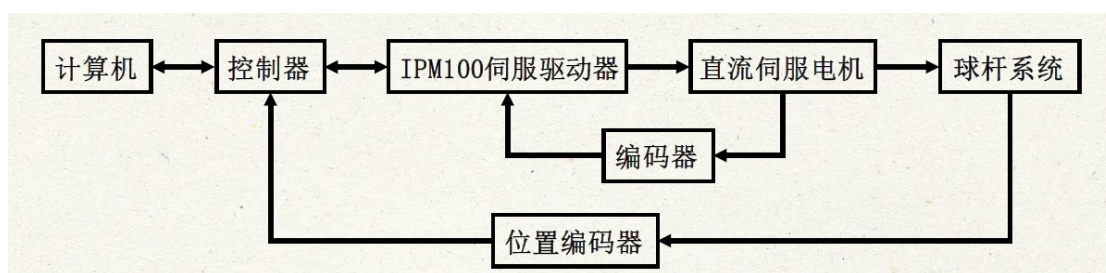 计算机
控制器
IPM100伺服驱动器
直流伺服电机
球杆系统
编码器
位置编码器